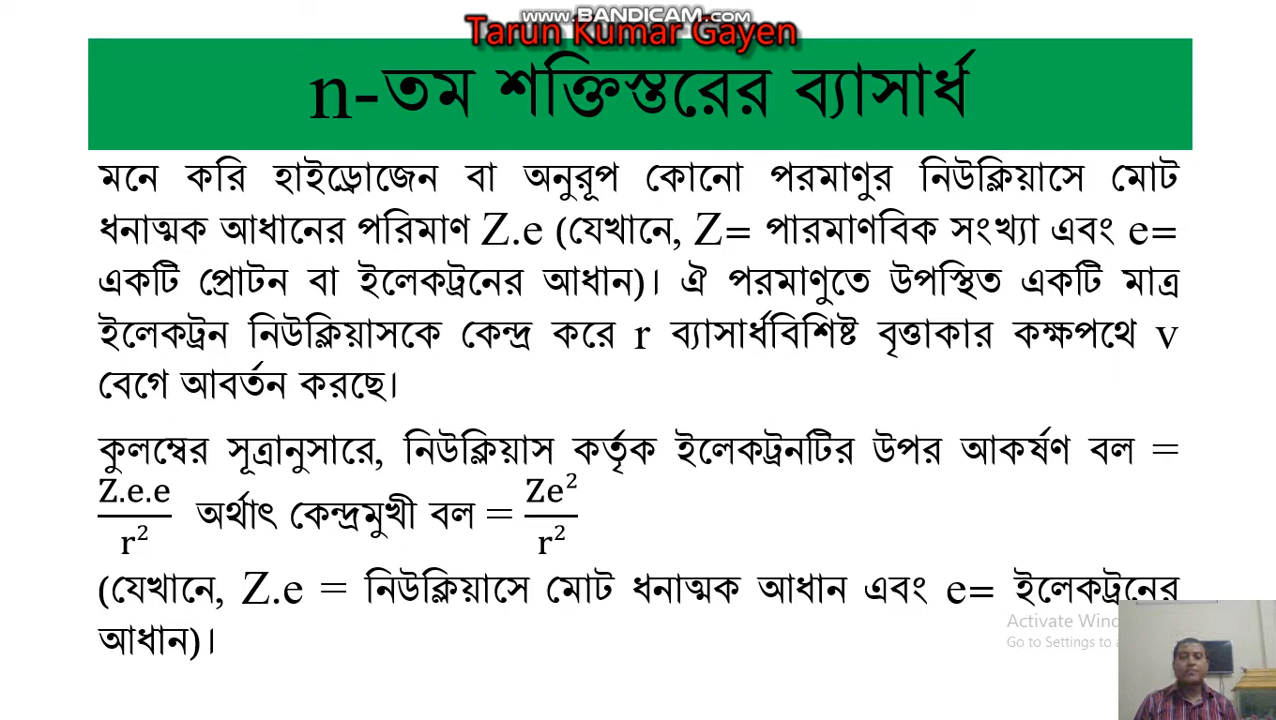 www.BANDICAM.com
Tarun Kumar Gayen
n-তম শক্তিস্তরের ব্যাসার্ধ
মনে করি হাইড্রোজেন বা অনুরূপ কোনো পরমাণুর নিউক্লিয়াসে মোট
ধনাত্মক আধানের পরিমাণ Z.e (যেখানে, Z= পারমাণবিক সংখ্যা এবং e=
একটি প্রোটন বা ইলেকট্রনের আধান)। ঐ পরমাণুতে উপস্থিত একটি মাত্র
ইলেকট্রন নিউক্লিয়াসকে কেন্দ্র করে r ব্যাসার্ধবিশিষ্ট বৃত্তাকার কক্ষপথে v
বেগে আবর্তন করছে।
কুলম্বের সূত্রানুসারে, নিউক্লিয়াস কর্তৃক ইলেকট্রনটির উপর আকর্ষণ বল =
Z.e.e/r² অর্থাৎ কেন্দ্রমুখী বল = Ze²/r²
(যেখানে, Z.e = নিউক্লিয়াসে মোট ধনাত্মক আধান এবং e= ইলেকট্রনের
আধান)।
Activate Wind
Go to Settings to a